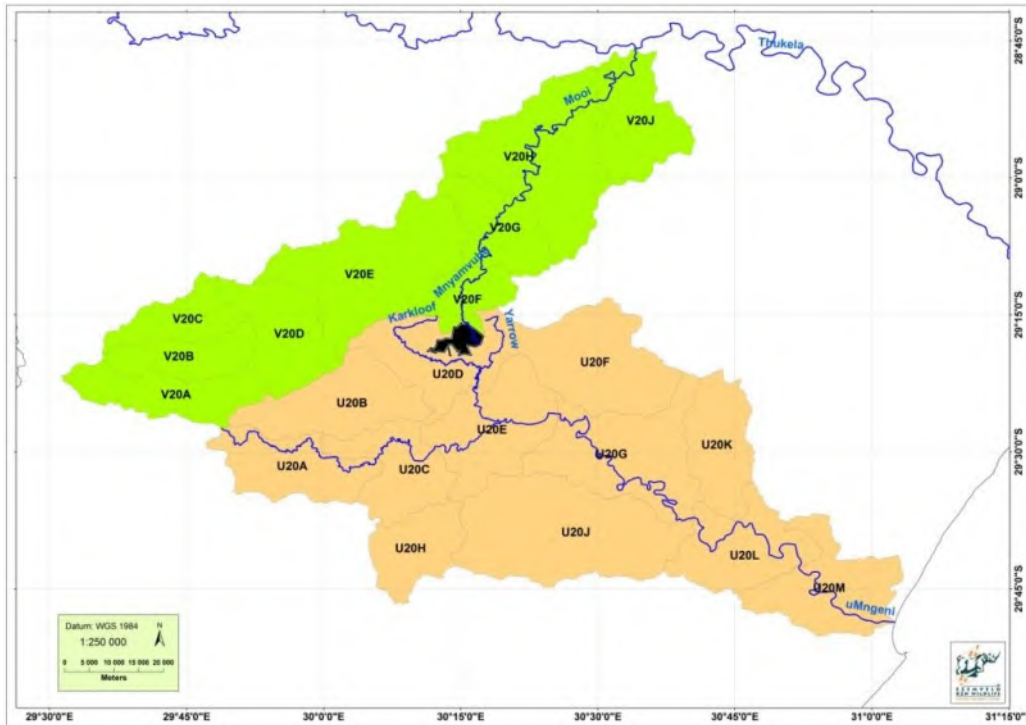 28°45'0"S
Thukela
Mooi
V20J
V20H
29°0'0"S
V20G
Mnyamvubu
V20E
V20F
29°15'0"S
Karkloof
Yarrow
V20C
V20D
V20B
U20D
U20F
V20A
U20B
U20E
U20K
29°30'0"S
U20G
U20A
U20C
U20H
U20J
U20L
29°45'0"S
U20M
uMngeni
Datum: WGS 1984
N
1:250 000
0 5 000 10 000 15 000 20 000
Meters
EZEMVELO
KZN WILDLIFE
29°30'0"E 29°45'0"E 30°0'0"E 30°15'0"E 30°30'0"E 30°45'0"E 31°0'0"E 31°15'0"E